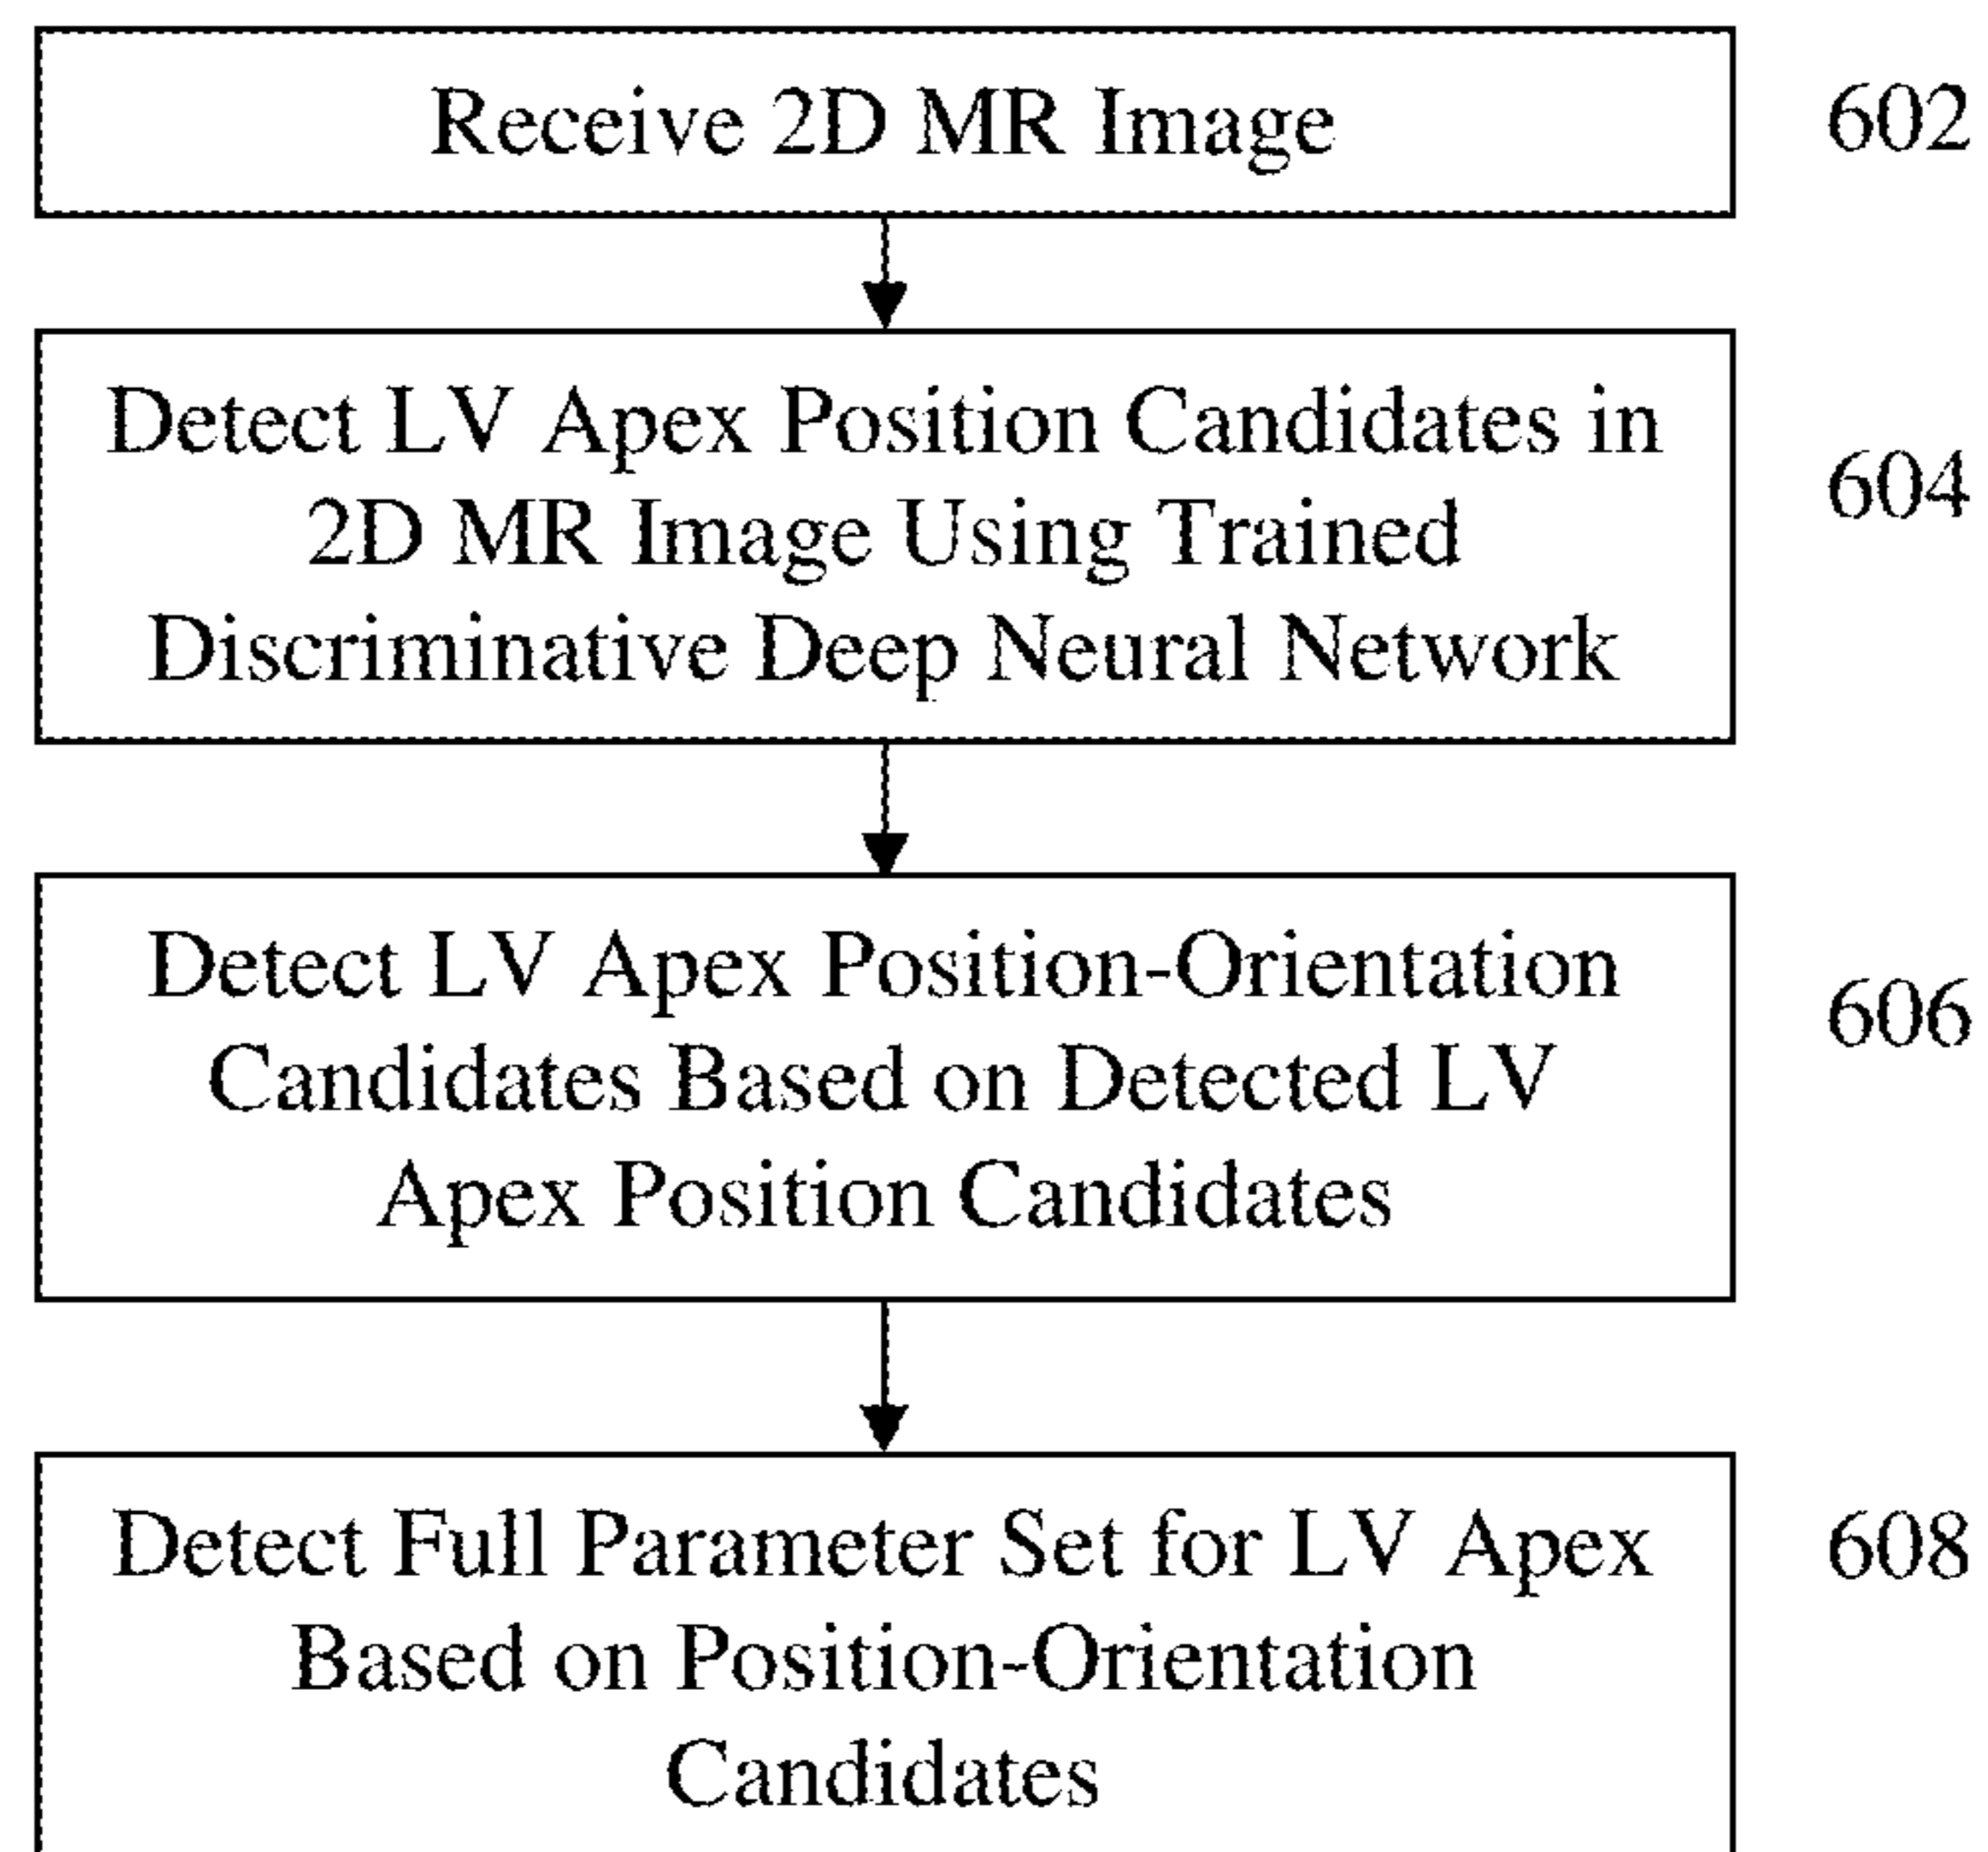 Receive 2D MR Image
602
Detect LV Apex Position Candidates in
2D MR Image Using Trained
Discriminative Deep Neural Network
604
Detect LV Apex Position-Orientation
Candidates Based on Detected LV
Apex Position Candidates
606
Detect Full Parameter Set for LV Apex
Based on Position-Orientation
Candidates
608